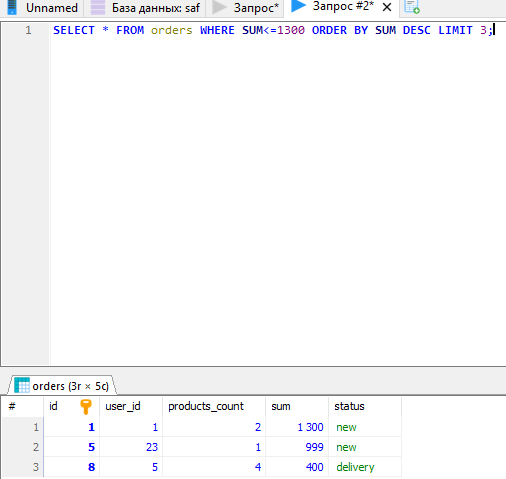 Unnamed База данных: saf Запрос* Запрос #2*
1 SELECT * FROM orders WHERE SUM<=1300 ORDER BY SUM DESC LIMIT 3;
orders (3r × 5c)
# id user_id products_count sum status
1 1 1 2 1 300 new
2 5 23 1 999 new
3 8 5 4 400 delivery